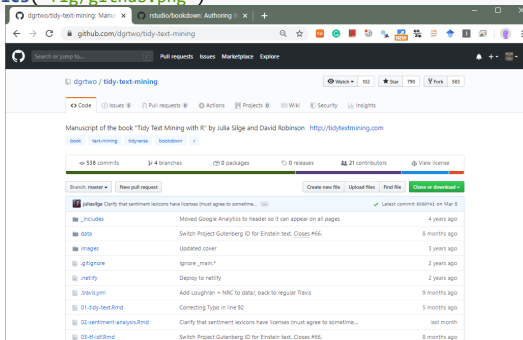 ics("fig/github.png")
dgrtwo/tidy-text-mining: Manus
rstudio/bookdown: Authoring B
github.com/dgrtwo/tidy-text-mining
Search or jump to...
Pull requests Issues Marketplace Explore
dgrtwo / tidy-text-mining
Watch 102 Star 790 Fork 583
Code Issues Pull requests Actions Projects Wiki Security Insights
Manuscript of the book "Tidy Text Mining with R" by Julia Silge and David Robinson http://tidytextmining.com
book text-mining tidyverse bookdown r
538 commits 4 branches 0 packages 0 releases 21 contributors View license
Branch: master New pull request Create new file Upload files Find file Clone or download
juliasilge Clarify that sentiment lexicons have licenses (must agree to sometime... Latest commit on Mar 8
_includes Moved Google Analytics to header so it can appear on all pages 4 years ago
data Switch Project Gutenberg ID for Einstein text. Closes #66. 8 months ago
images Updated cover 3 years ago
.gitignore Ignore _main.* 2 years ago
.netlify Deploy to netlify 2 years ago
.travis.yml Add Loughran + NRC to data/, back to regular Travis 9 months ago
01-tidy-text.Rmd Correcting Typo in line 92 5 months ago
02-sentiment-analysis.Rmd Clarify that sentiment lexicons have licenses (must agree to sometime... last month
03-tf-idf.Rmd Switch Project Gutenberg ID for Einstein text. Closes #66. 8 months ago